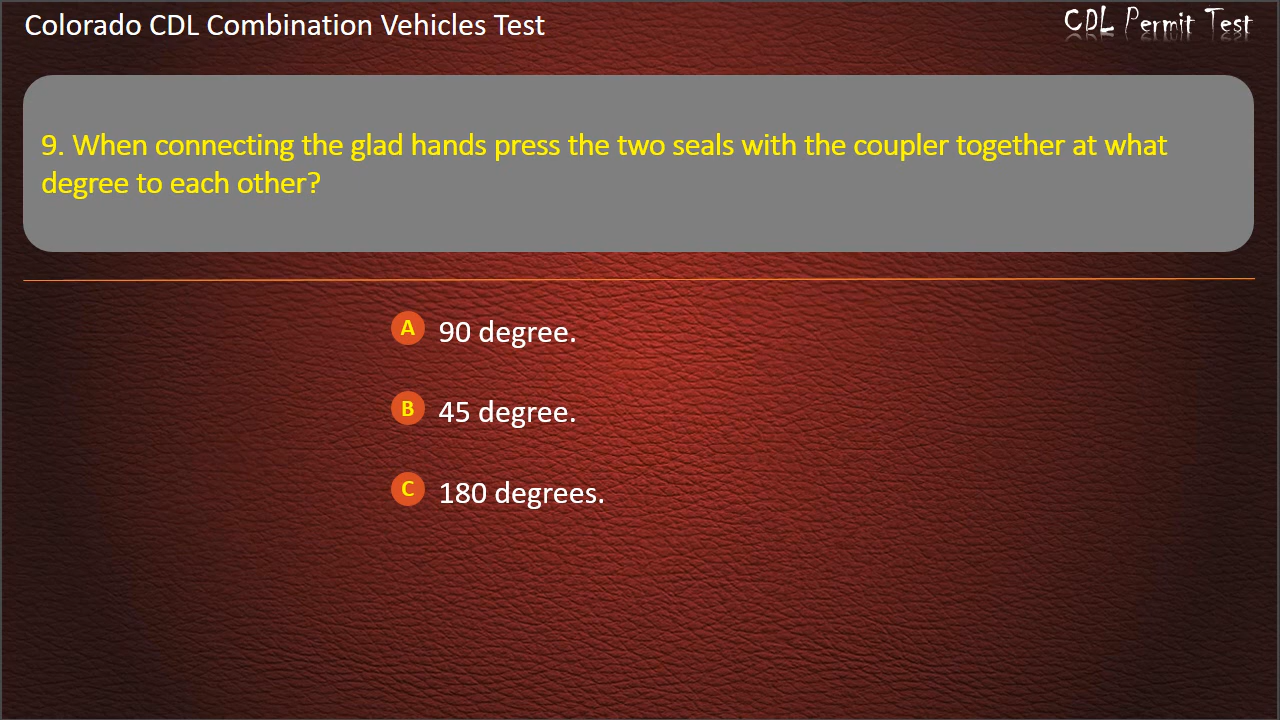 Colorado CDL Combination Vehicles Test
CDL Permit Test
9. When connecting the glad hands press the two seals with the coupler together at what
degree to each other?
A 90 degree.
B 45 degree.
C 180 degrees.